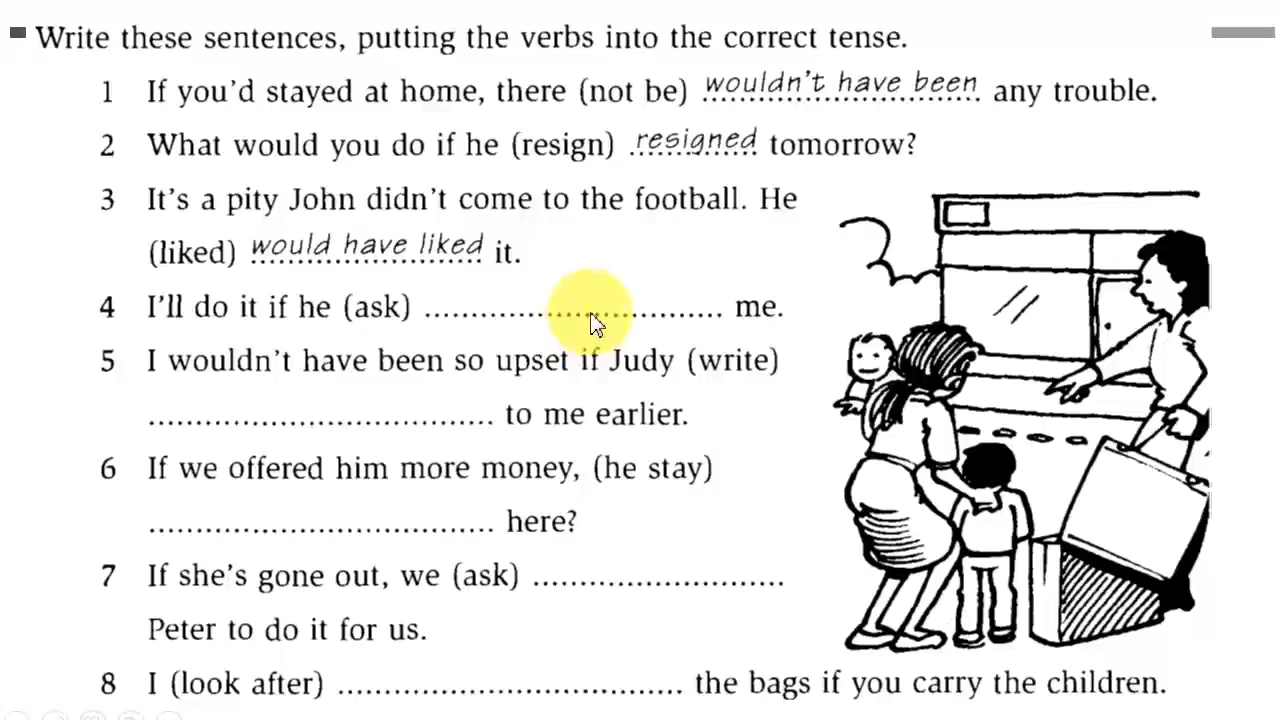 Write these sentences, putting the verbs into the correct tense.
1 If you'd stayed at home, there (not be) wouldn't have been any trouble.
2 What would you do if he (resign) resigned tomorrow?
3 It's a pity John didn't come to the football. He
(liked) would have liked it.
4 I'll do it if he (ask) .............................. me.
5 I wouldn't have been so upset if Judy (write)
................................... to me earlier.
6 If we offered him more money, (he stay)
................................... here?
7 If she's gone out, we (ask) ..........................
Peter to do it for us.
8 I (look after) ................................... the bags if you carry the children.